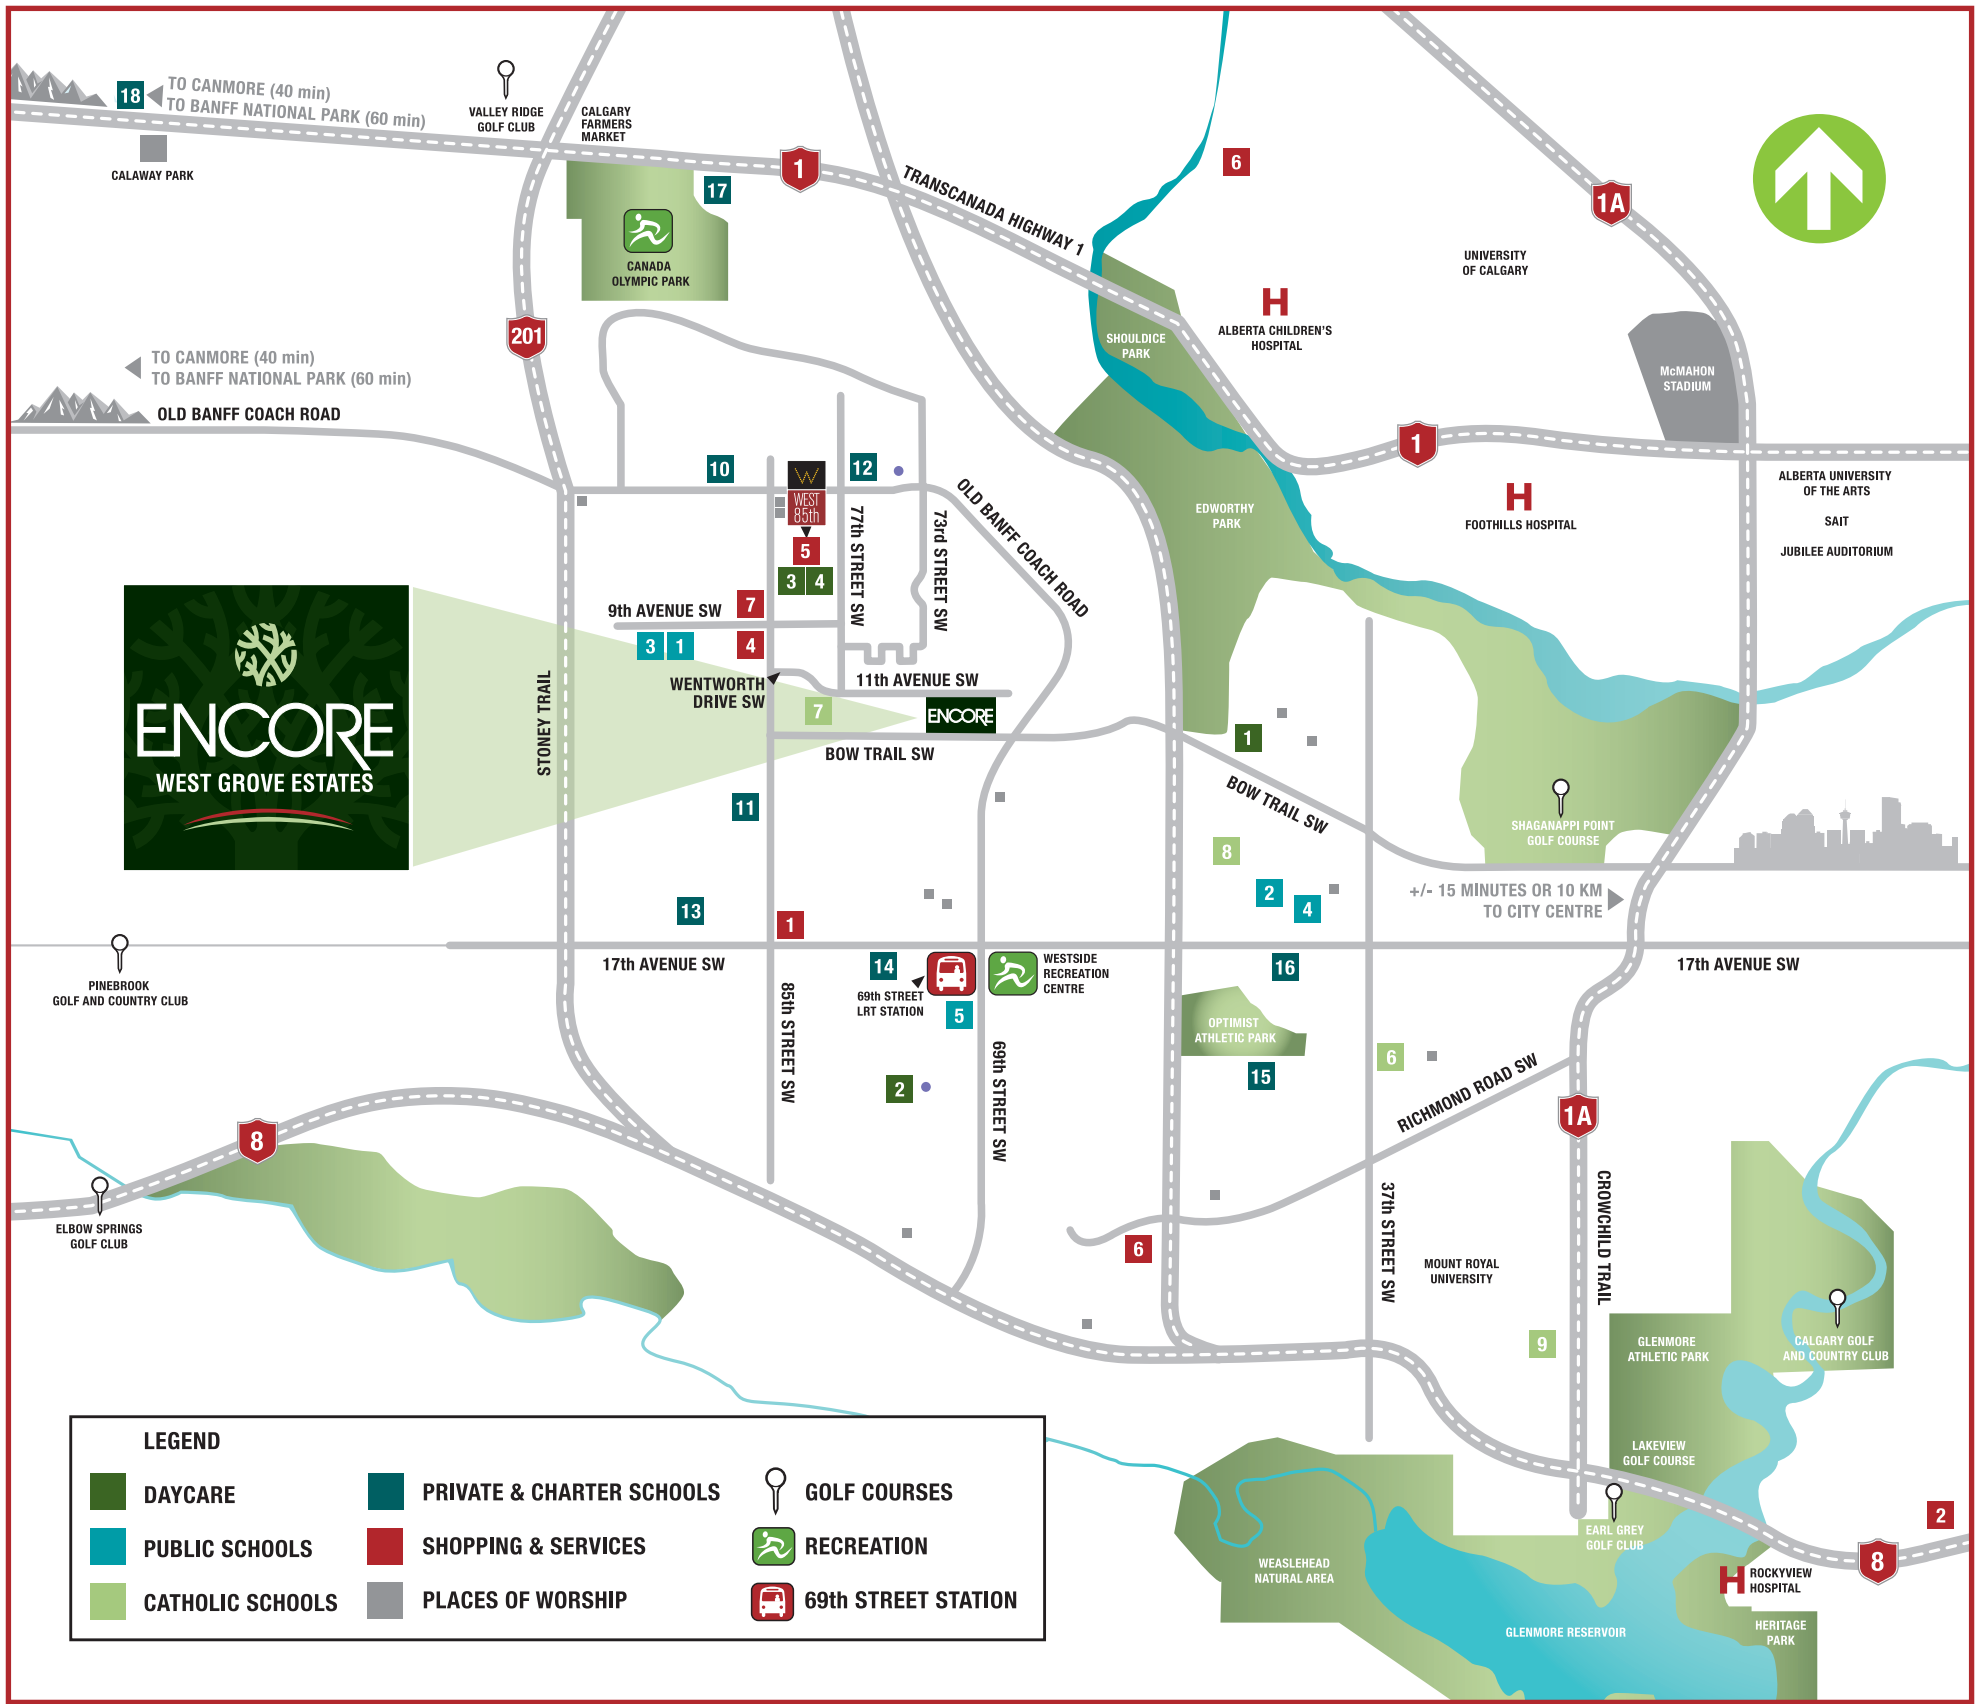 18
TO CANMORE (40 min)
TO BANFF NATIONAL PARK (60 min)
CALAWAY PARK
VALLEY RIDGE
GOLF CLUB
CALGARY
FARMERS
MARKET
1
17
CANADA
OLYMPIC PARK
TRANSCANADA HIGHWAY 1
6
1A
UNIVERSITY
OF CALGARY
ALBERTA CHILDREN'S
HOSPITAL
H
SHOULDICE
PARK
McMAHON
STADIUM
201
TO CANMORE (40 min)
TO BANFF NATIONAL PARK (60 min)
OLD BANFF COACH ROAD
1
ALBERTA UNIVERSITY
OF THE ARTS
SAIT
JUBILEE AUDITORIUM
H
FOOTHILLS HOSPITAL
EDWORTHY
PARK
10
W
WEST
85th
12
5
3
4
77th STREET SW
73rd STREET SW
OLD BANFF COACH ROAD
7
9th AVENUE SW
3
1
4
WENTWORTH
DRIVE SW
11th AVENUE SW
7
ENCORE
BOW TRAIL SW
ENCORE
WEST GROVE ESTATES
STONEY TRAIL
11
1
BOW TRAIL SW
SHAGANAPPI POINT
GOLF COURSE
8
2
4
+/- 15 MINUTES OR 10 KM
TO CITY CENTRE
13
1
17th AVENUE SW
PINEBROOK
GOLF AND COUNTRY CLUB
14
69th STREET
LRT STATION
5
WESTSIDE
RECREATION
CENTRE
16
17th AVENUE SW
OPTIMIST
ATHLETIC PARK
15
6
RICHMOND ROAD SW
1A
85th STREET SW
69th STREET SW
2
8
ELBOW SPRINGS
GOLF CLUB
6
37th STREET SW
MOUNT ROYAL
UNIVERSITY
CROWCHILD TRAIL
9
GLENMORE
ATHLETIC PARK
CALGARY GOLF
AND COUNTRY CLUB
LAKEVIEW
GOLF COURSE
EARL GREY
GOLF CLUB
2
8
H
ROCKYVIEW
HOSPITAL
HERITAGE
PARK
WEASLEHEAD
NATURAL AREA
GLENMORE RESERVOIR
LEGEND
DAYCARE
PUBLIC SCHOOLS
CATHOLIC SCHOOLS
PRIVATE & CHARTER SCHOOLS
SHOPPING & SERVICES
PLACES OF WORSHIP
GOLF COURSES
RECREATION
69th STREET STATION